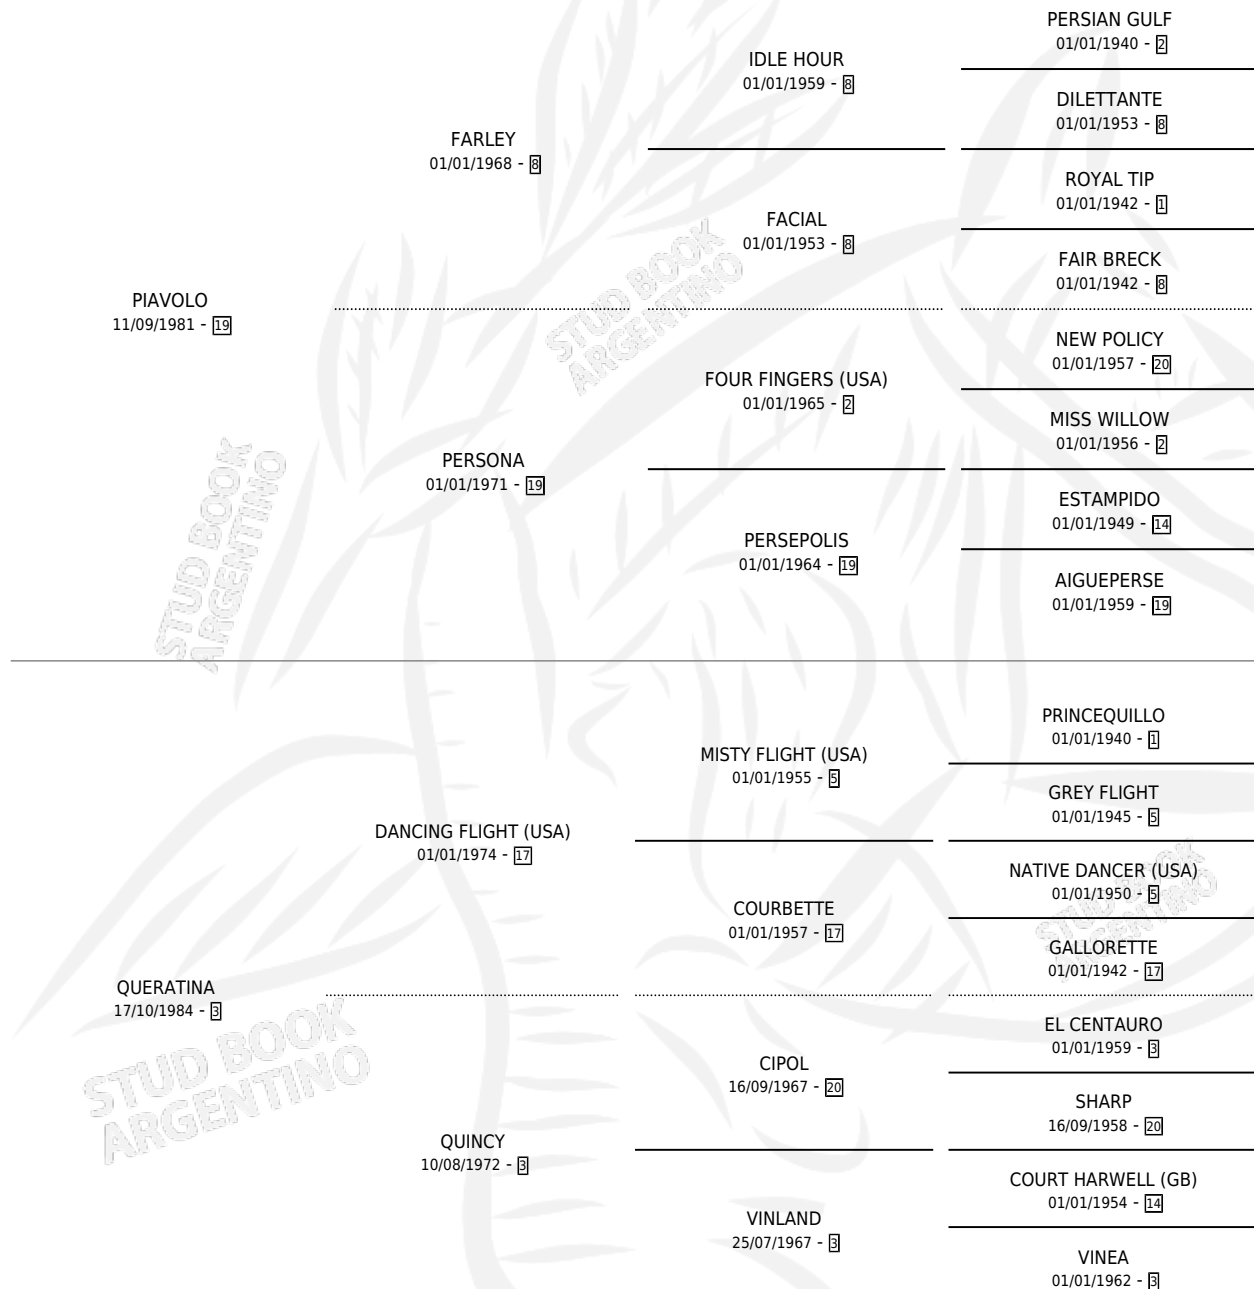 PERSIAN GULF
01/01/1940 - 2
IDLE HOUR
01/01/1959 - 8
DILETTANTE
01/01/1953 - 8
FARLEY
01/01/1968 - 8
ROYAL TIP
01/01/1942 - 1
FACIAL
01/01/1953 - 8
FAIR BRECK
01/01/1942 - 8
PIAVOLO
11/09/1981 - 19
NEW POLICY
01/01/1957 - 20
FOUR FINGERS (USA)
01/01/1965 - 2
MISS WILLOW
01/01/1956 - 2
PERSONA
01/01/1971 - 19
ESTAMPIDO
01/01/1949 - 14
PERSEPOLIS
01/01/1964 - 19
AIGUEPERSE
01/01/1959 - 19
STUD BOOK
ARGENTINO
STUD BOOK
ARGENTINO
PRINCEQUILLO
01/01/1940 - 1
MISTY FLIGHT (USA)
01/01/1955 - 5
GREY FLIGHT
01/01/1945 - 5
DANCING FLIGHT (USA)
01/01/1974 - 17
NATIVE DANCER (USA)
01/01/1950 - 5
COURBETTE
01/01/1957 - 17
GALLORETTE
01/01/1942 - 17
QUERATINA
17/10/1984 - 3
EL CENTAURO
01/01/1959 - 3
CIPOL
16/09/1967 - 20
SHARP
16/09/1958 - 20
QUINCY
10/08/1972 - 3
COURT HARWELL (GB)
01/01/1954 - 14
VINLAND
25/07/1967 - 3
VINEA
01/01/1962 - 3
STUD BOOK
ARGENTINO
STUD BOOK
ARGENTINO